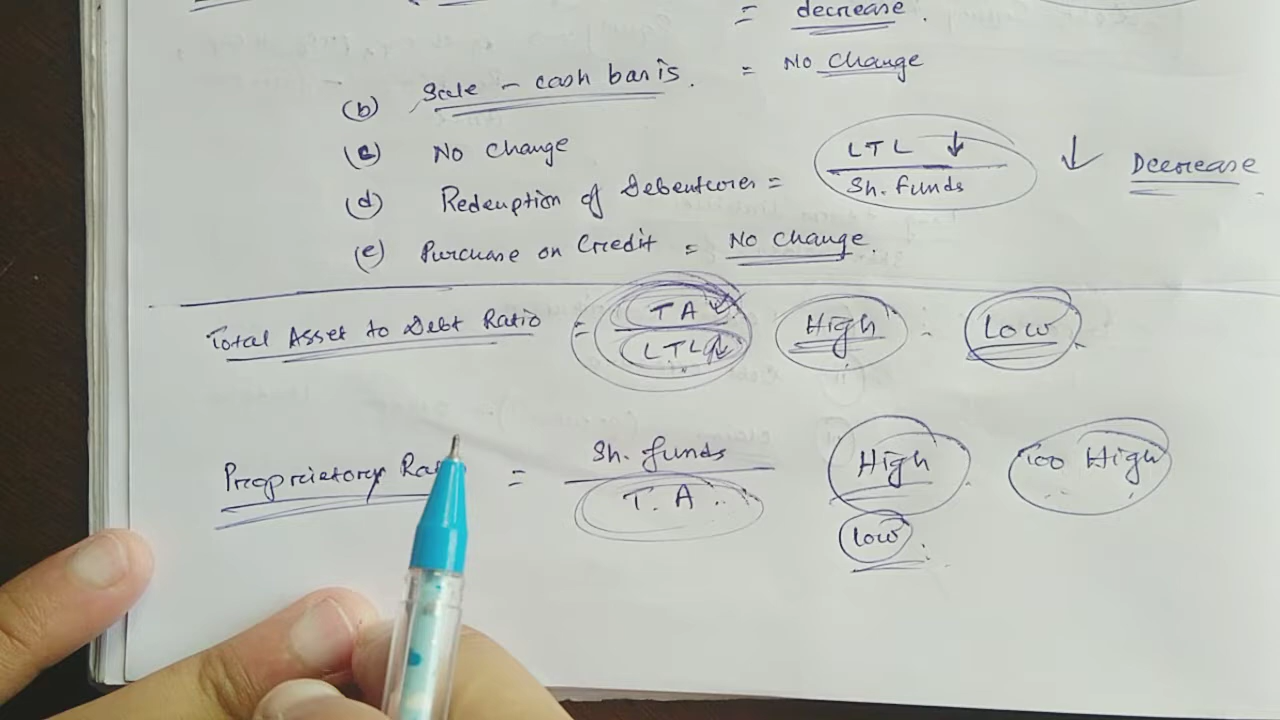 = decrease.
(b) Sale - cash basis. = No change
(c) No change
(d) Redemption of Debentures = LTL ↓ / Sh. funds ↓ Decrease
(e) Purchase on Credit = No change.
Total Asset to Debt Ratio = TA / LTL High - Low
Proprietory = Sh. funds / T.A. High Too High
Low